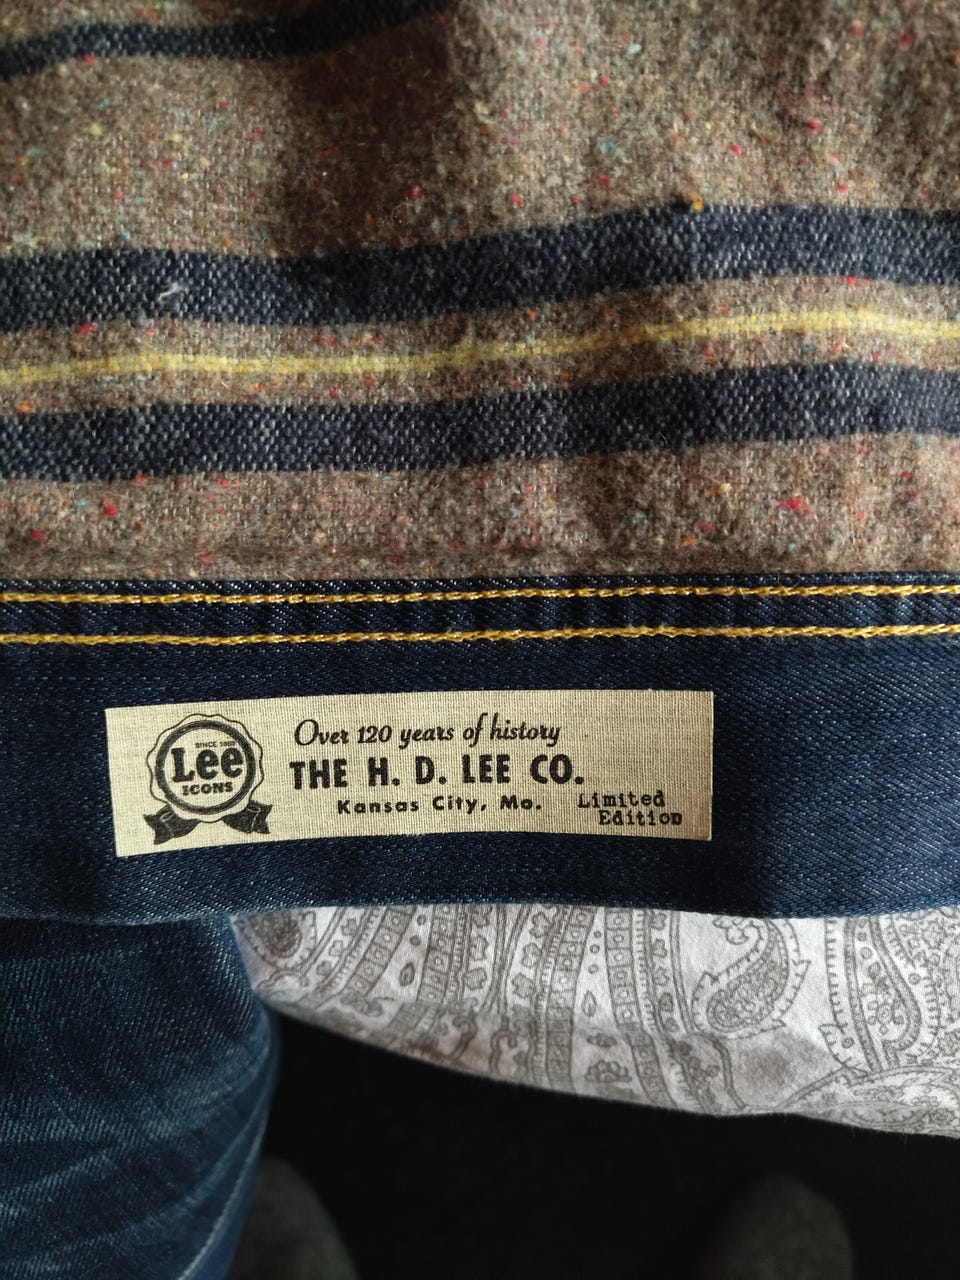 SINCE 1889
Lee
ICONS
Over 120 years of history
THE H. D. LEE CO.
Kansas City, Mo.
Limited
Edition